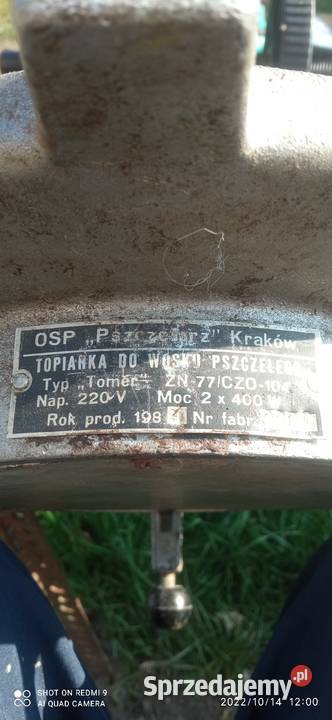 OSP „Pszczelarz” Kraków
TOPIARKA DO WOSKU PSZCZELEGO
Typ „Tomer” ZN 77/CZO-104
Nap. 220 V Moc 2 x 400 W
Rok prod. 198 Nr fabr.
SHOT ON REDMI 9
AI QUAD CAMERA
2022/10/14 12:00
Sprzedajemy.pl